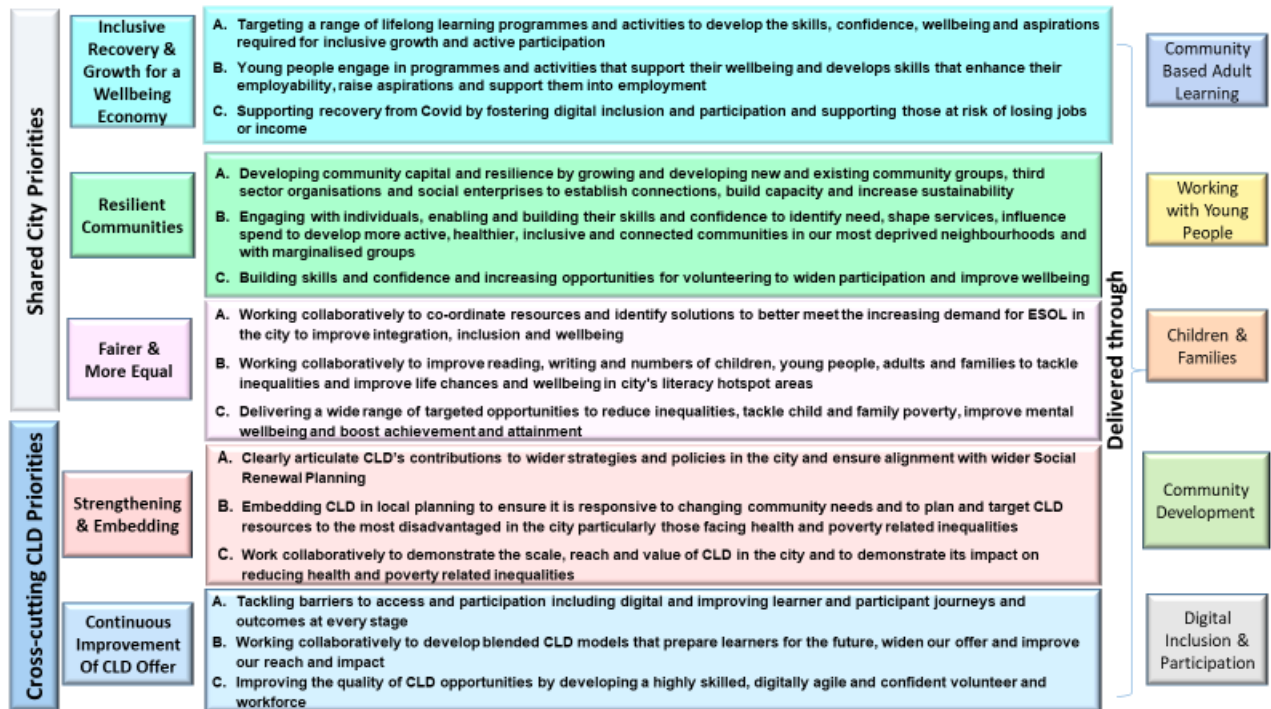 Shared City Priorities
Inclusive
Recovery &
Growth for a
Wellbeing
Economy
A. Targeting a range of lifelong learning programmes and activities to develop the skills, confidence, wellbeing and aspirations
required for inclusive growth and active participation
B. Young people engage in programmes and activities that support their wellbeing and develops skills that enhance their
employability, raise aspirations and support them into employment
C. Supporting recovery from Covid by fostering digital inclusion and participation and supporting those at risk of losing jobs
or income
Resilient
Communities
A. Developing community capital and resilience by growing and developing new and existing community groups, third
sector organisations and social enterprises to establish connections, build capacity and increase sustainability
B. Engaging with individuals, enabling and building their skills and confidence to identify need, shape services, influence
spend to develop more active, healthier, inclusive and connected communities in our most deprived neighbourhoods and
with marginalised groups
C. Building skills and confidence and increasing opportunities for volunteering to widen participation and improve wellbeing
Fairer &
More Equal
A. Working collaboratively to co-ordinate resources and identify solutions to better meet the increasing demand for ESOL in
the city to improve integration, inclusion and wellbeing
B. Working collaboratively to improve reading, writing and numbers of children, young people, adults and families to tackle
inequalities and improve life chances and wellbeing in city's literacy hotspot areas
C. Delivering a wide range of targeted opportunities to reduce inequalities, tackle child and family poverty, improve mental
wellbeing and boost achievement and attainment
Cross-cutting CLD Priorities
Strengthening
& Embedding
A. Clearly articulate CLD's contributions to wider strategies and policies in the city and ensure alignment with wider Social
Renewal Planning
B. Embedding CLD in local planning to ensure it is responsive to changing community needs and to plan and target CLD
resources to the most disadvantaged in the city particularly those facing health and poverty related inequalities
C. Work collaboratively to demonstrate the scale, reach and value of CLD in the city and to demonstrate its impact on
reducing health and poverty related inequalities
Continuous
Improvement
Of CLD Offer
A. Tackling barriers to access and participation including digital and improving learner and participant journeys and
outcomes at every stage
B. Working collaboratively to develop blended CLD models that prepare learners for the future, widen our offer and improve
our reach and impact
C. Improving the quality of CLD opportunities by developing a highly skilled, digitally agile and confident volunteer and
workforce
Delivered through
Community
Based Adult
Learning
Working
with Young
People
Children &
Families
Community
Development
Digital
Inclusion &
Participation